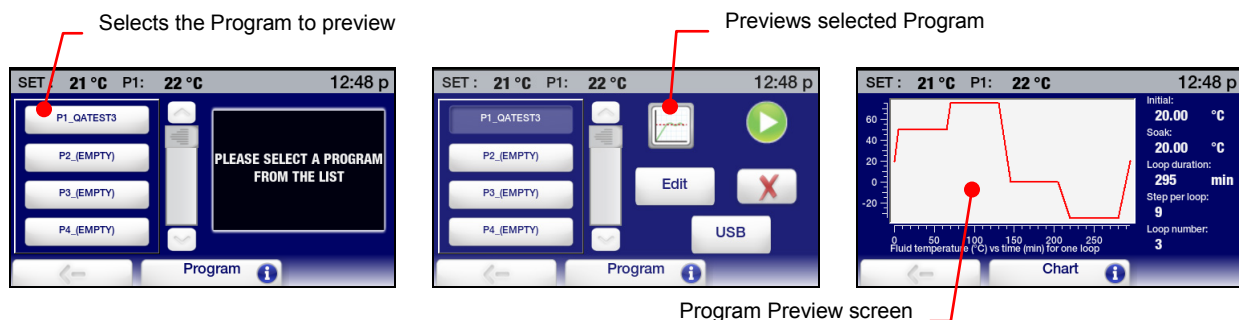 Selects the Program to preview
Previews selected Program
SET : 21 °C P1: 22 °C 12:48 p
P1_QATEST3
P2_(EMPTY)
P3_(EMPTY)
P4_(EMPTY)
PLEASE SELECT A PROGRAM
FROM THE LIST
Program i
SET : 21 °C P1: 22 °C 12:48 p
P1_QATEST3
P2_(EMPTY)
P3_(EMPTY)
P4_(EMPTY)
Edit
USB
Program i
SET : 21 °C P1: 22 °C 12:48 p
60
40
20
0
-20
0 50 100 150 200 250
Fluid temperature (°C) vs time (min) for one loop
Initial:
20.00 °C
Soak:
20.00 °C
Loop duration:
295 min
Step per loop:
9
Loop number:
3
Chart i
Program Preview screen